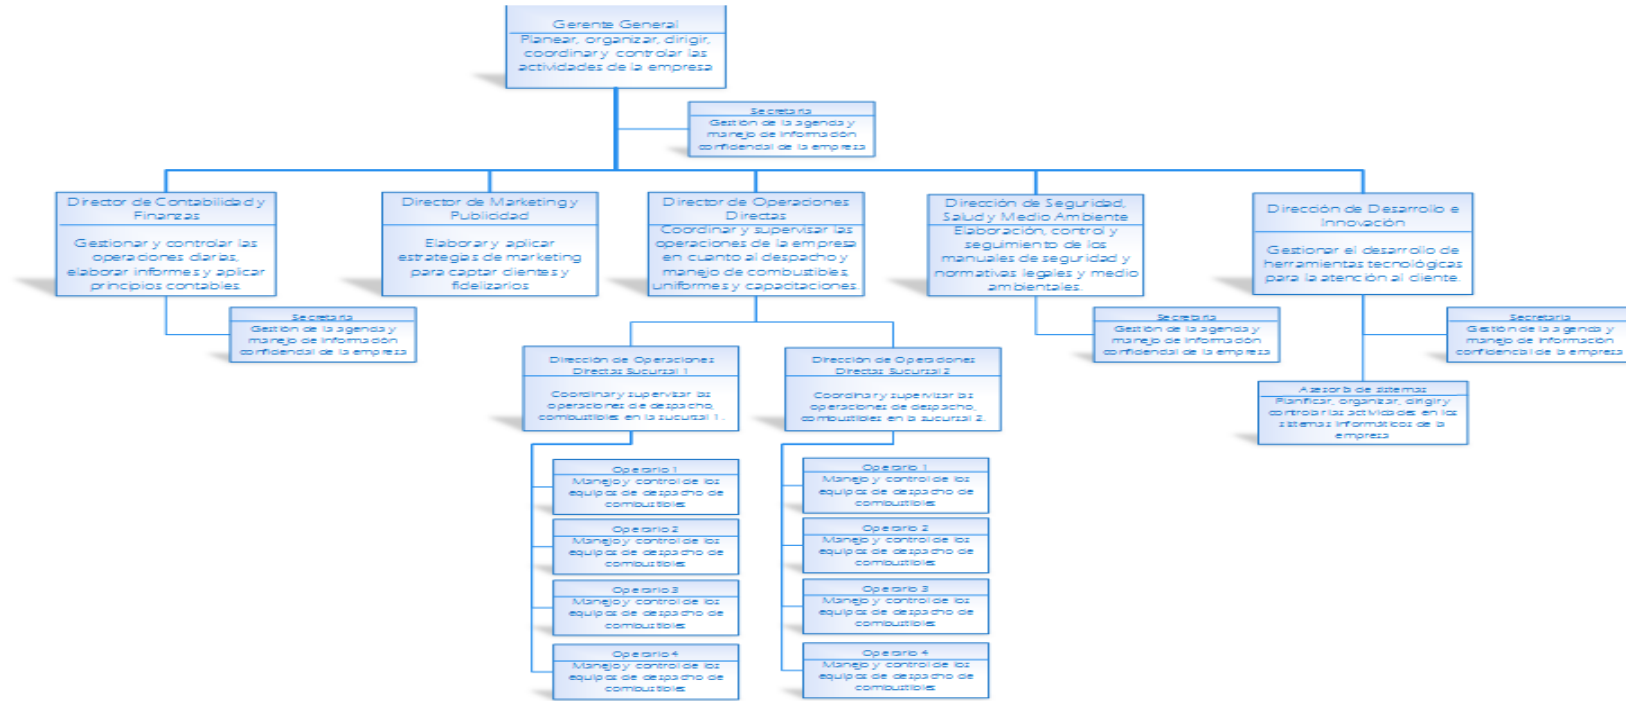 Gerente General
Planear, organizar, dirigir,
coordinar y controlar las
actividades de la empresa
Secretaria
Gestión de la agenda y
manejo de información
confidencial de la empresa
Director de Contabilidad y
Finanzas
Gestionar y controlar las
operaciones diarias,
elaborar informes y aplicar
principios contables.
Director de Marketing y
Publicidad
Elaborar y aplicar
estrategias de marketing
para captar clientes y
fidelizarlos
Director de Operaciones
Directas
Coordinar y supervisar las
operaciones de la empresa
en cuanto al despacho y
manejo de combustibles,
uniformes y capacitaciones.
Dirección de Seguridad,
Salud y Medio Ambiente
Elaboración, control y
seguimiento de los
manuales de seguridad y
normativas legales y medio
ambientales.
Dirección de Desarrollo e
Innovación
Gestionar el desarrollo de
herramientas tecnológicas
para la atención al cliente.
Secretaria
Gestión de la agenda y
manejo de información
confidencial de la empresa
Secretaria
Gestión de la agenda y
manejo de información
confidencial de la empresa
Secretaria
Gestión de la agenda y
manejo de información
confidencial de la empresa
Dirección de Operaciones
Directas Sucursal 1
Coordinar y supervisar las
operaciones de despacho,
combustibles en la sucursal 1.
Dirección de Operaciones
Directas Sucursal 2
Coordinar y supervisar las
operaciones de despacho,
combustibles en la sucursal 2.
Asesoría de sistemas
Planificar, organizar, dirigir y
controlar las actividades en los
sistemas informáticos de la
empresa
Operario 1
Manejo y control de los
equipos de despacho de
combustibles
Operario 2
Manejo y control de los
equipos de despacho de
combustibles
Operario 3
Manejo y control de los
equipos de despacho de
combustibles
Operario 4
Manejo y control de los
equipos de despacho de
combustibles
Operario 1
Manejo y control de los
equipos de despacho de
combustibles
Operario 2
Manejo y control de los
equipos de despacho de
combustibles
Operario 3
Manejo y control de los
equipos de despacho de
combustibles
Operario 4
Manejo y control de los
equipos de despacho de
combustibles